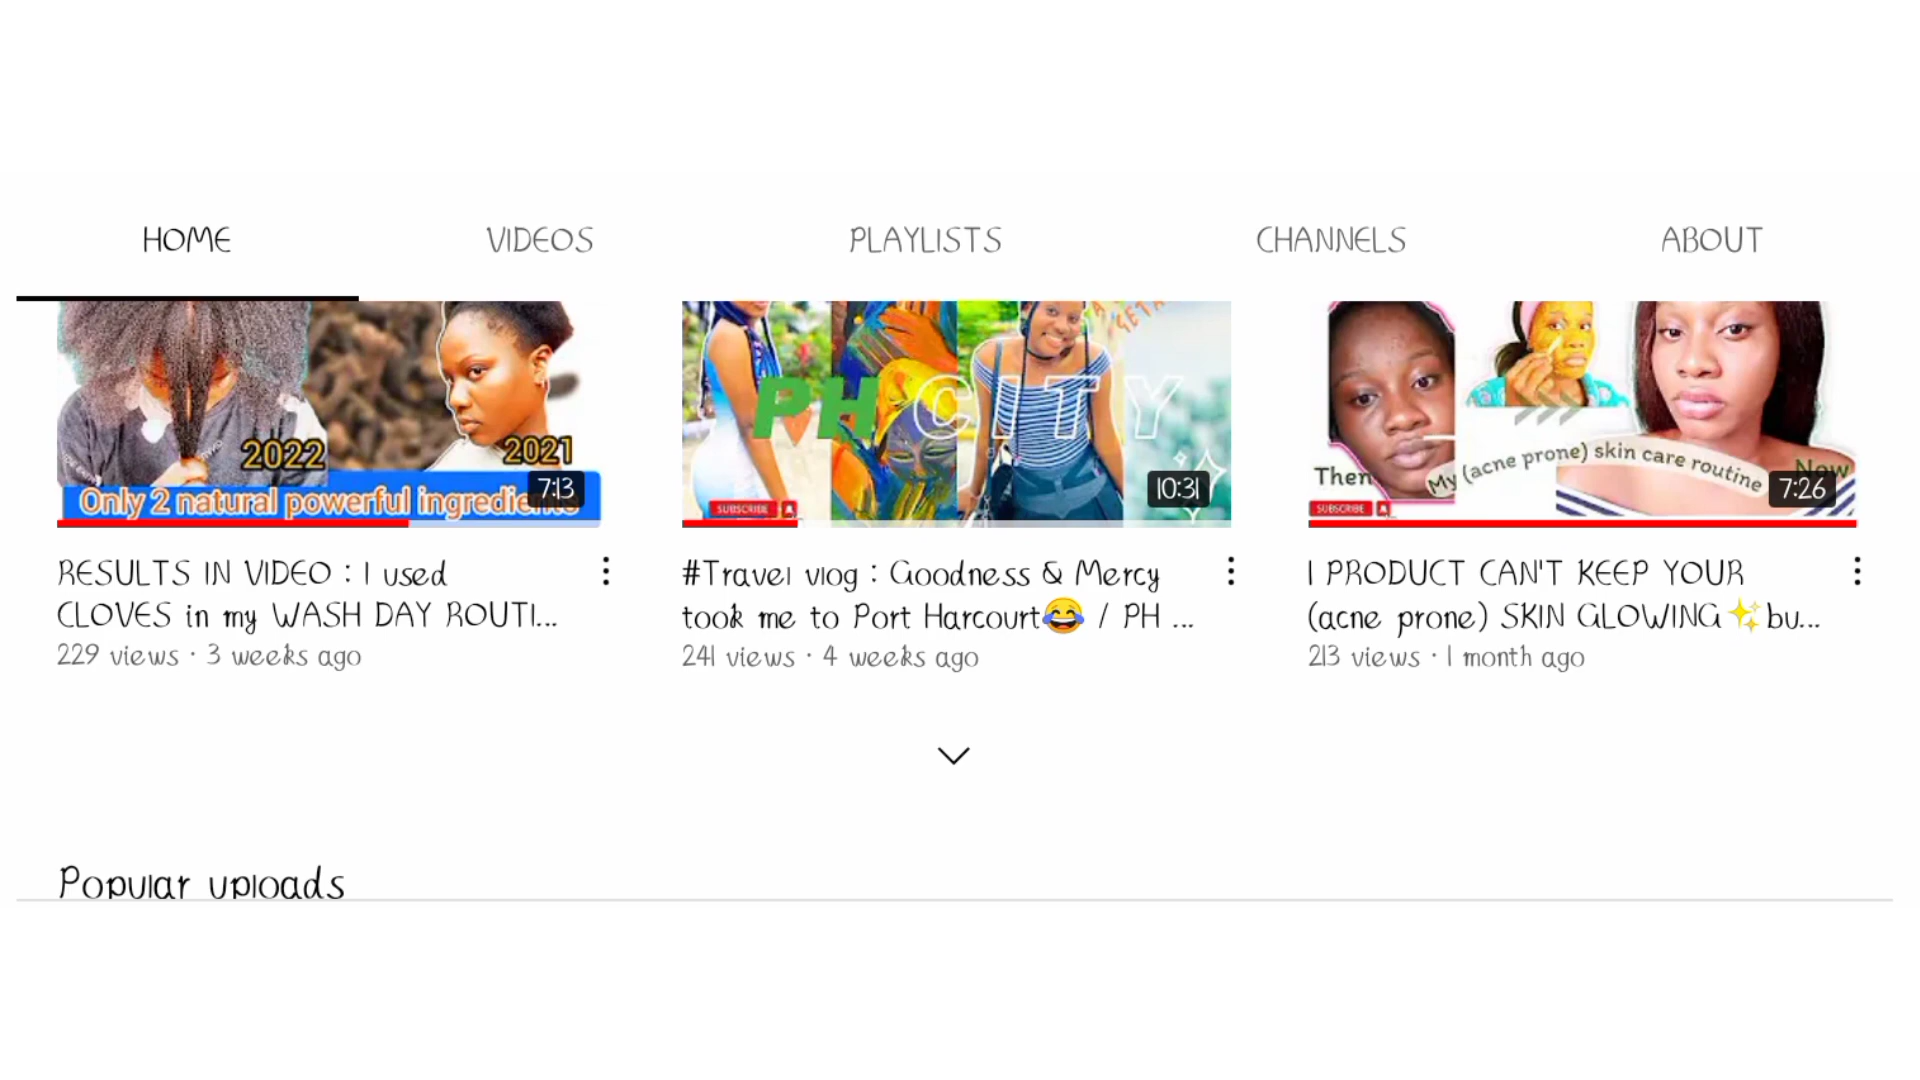 HOME VIDEOS PLAYLISTS CHANNELS ABOUT
2022 2021
Only 2 natural powerful
7:13
RESULTS IN VIDEO : I used
CLOVES in my WASH DAY ROUTI...
229 views · 3 weeks ago
PH CITY
SUBSCRIBE
10:31
#Travel vlog : Goodness & Mercy
took me to Port Harcourt😂 / PH ...
241 views · 4 weeks ago
Then
My (acne prone) skin care routine
Now
SUBSCRIBE
7:26
1 PRODUCT CAN'T KEEP YOUR
(acne prone) SKIN GLOWING✨bu...
213 views · 1 month ago
Popular uploads